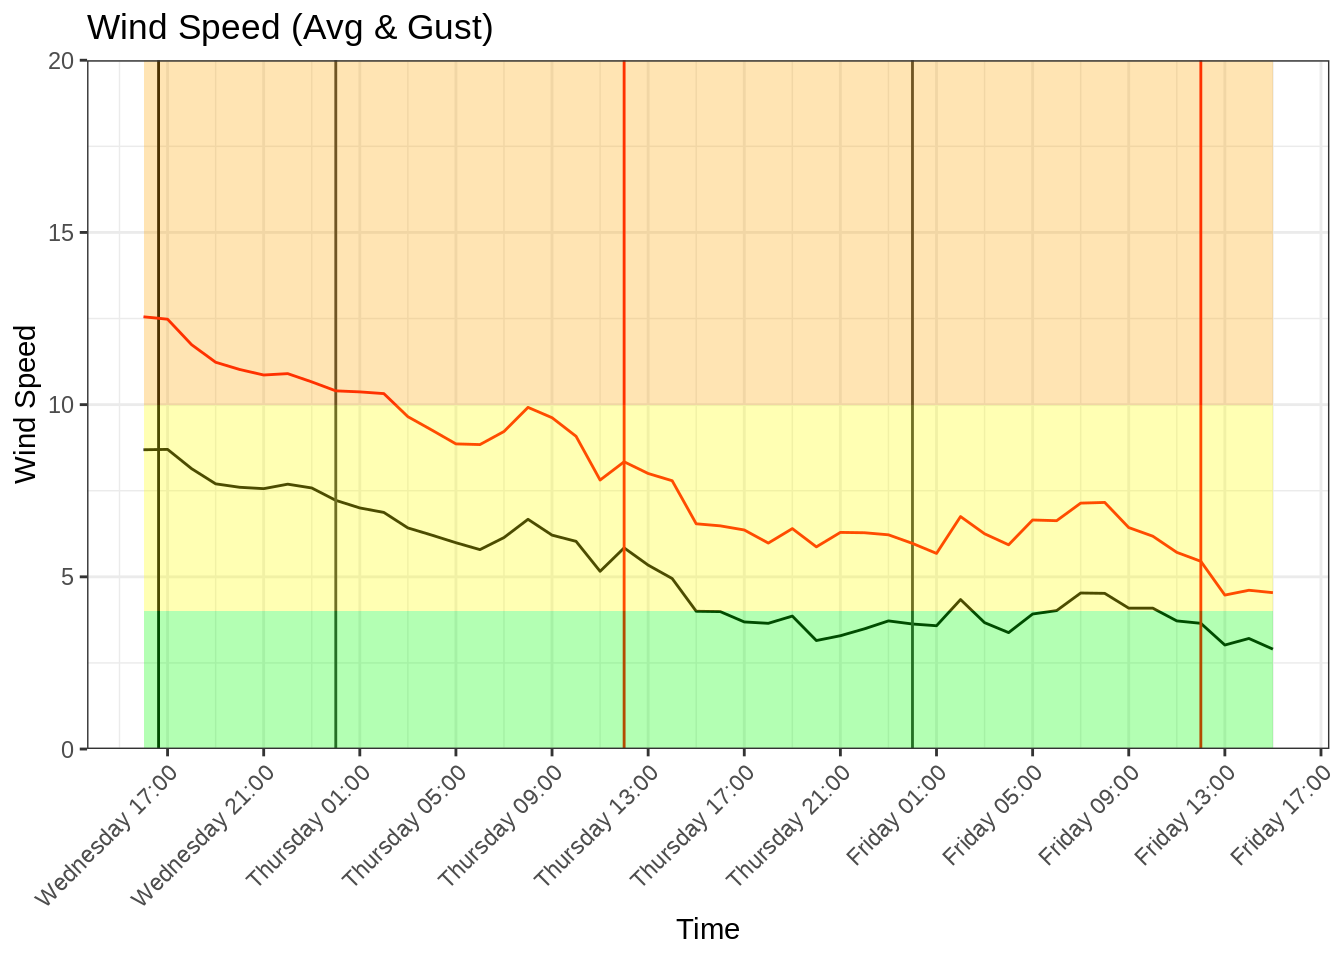 Wind Speed (Avg & Gust)
Wind Speed
20
15
10
5
0
Wednesday 17:00
Wednesday 21:00
Thursday 01:00
Thursday 05:00
Thursday 09:00
Thursday 13:00
Thursday 17:00
Thursday 21:00
Friday 01:00
Friday 05:00
Friday 09:00
Friday 13:00
Friday 17:00
Time